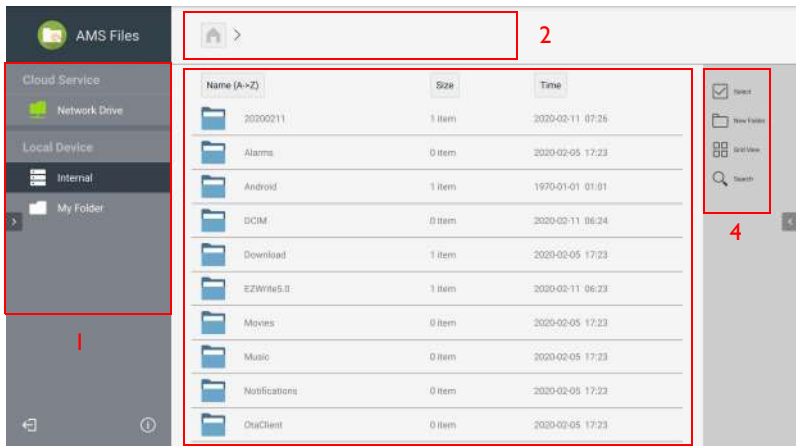 AMS Files
>
2
Cloud Service
Network Drive
Local Device
Internal
My Folder
1
Name (A->Z) Size Time
20200211 1 item 2020-02-11 07:26
Alarms 0 item 2020-02-05 17:23
Android 1 item 1970-01-01 01:01
DCIM 0 item 2020-02-11 06:24
Download 1 item 2020-02-05 17:23
EZWrite5.0 1 item 2020-02-11 06:23
Movies 0 item 2020-02-05 17:23
Music 0 item 2020-02-05 17:23
Notifications 0 item 2020-02-05 17:23
OtaClient 0 item 2020-02-05 17:23
Select
New Folder
Grid View
Search
4